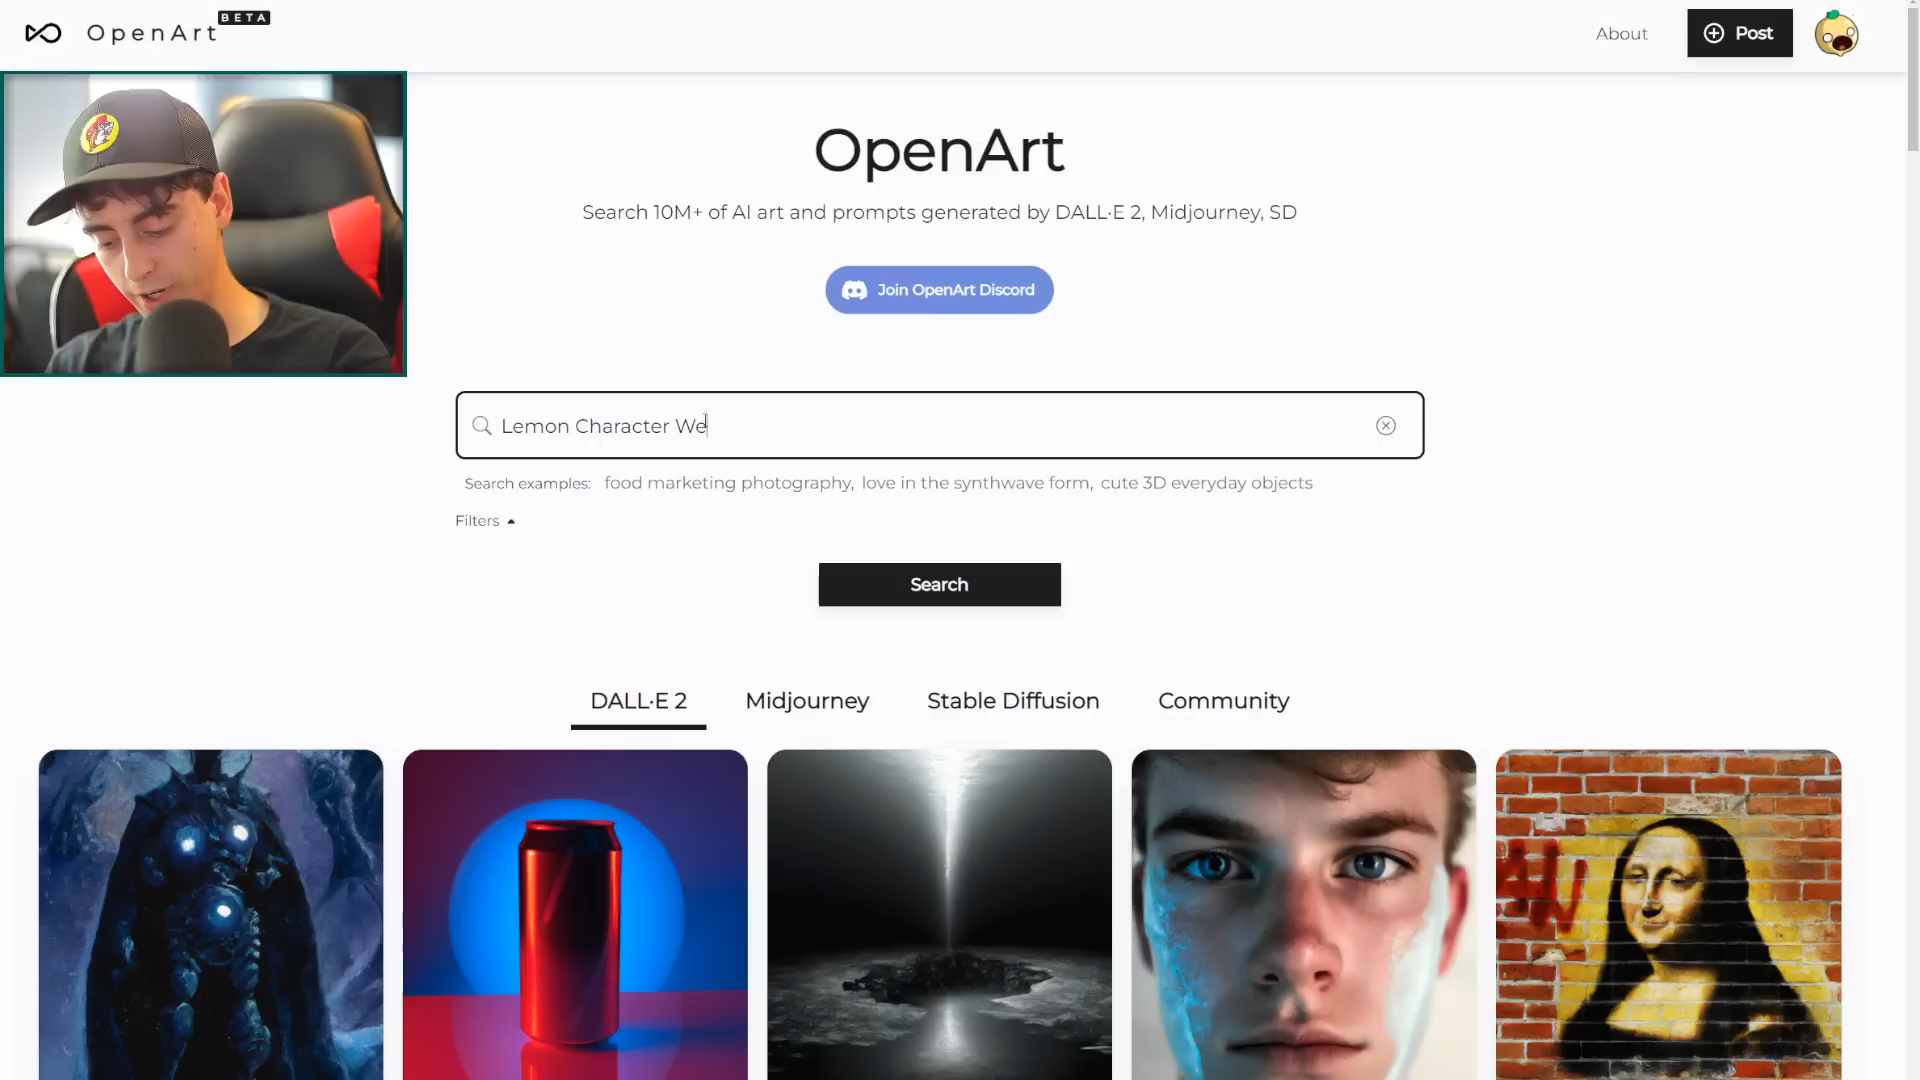 OpenArt BETA
About
Post
OpenArt
Search 10M+ of AI art and prompts generated by DALL·E 2, Midjourney, SD
Join OpenArt Discord
Lemon Character We
Search examples: food marketing photography, love in the synthwave form, cute 3D everyday objects
Filters
Search
DALL·E 2 Midjourney Stable Diffusion Community